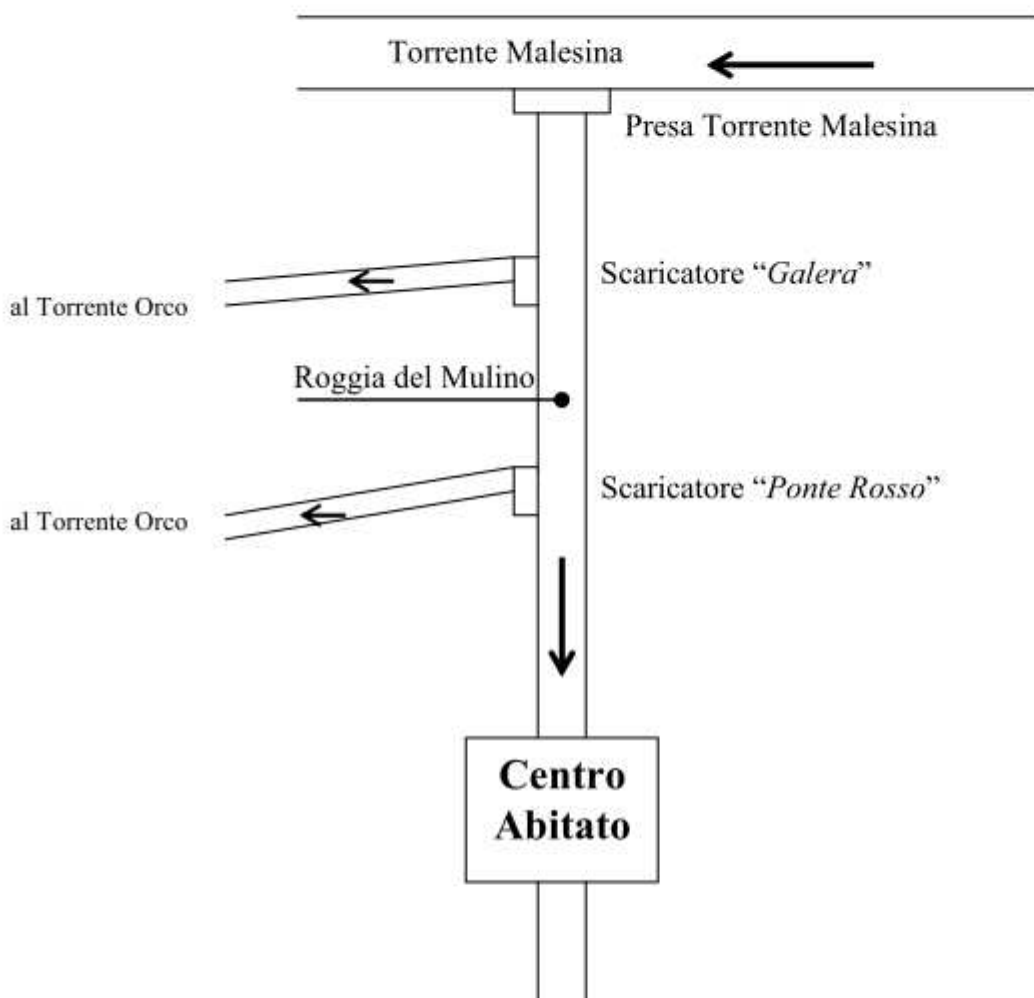 Torrente Malesina
Presa Torrente Malesina
Scaricatore “Galera”
al Torrente Orco
Roggia del Mulino
Scaricatore “Ponte Rosso”
al Torrente Orco
Centro
Abitato